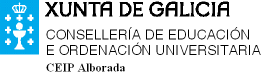 XUNTA DE GALICIA
CONSELLERÍA DE EDUCACIÓN
E ORDENACIÓN UNIVERSITARIA
CEIP Alborada